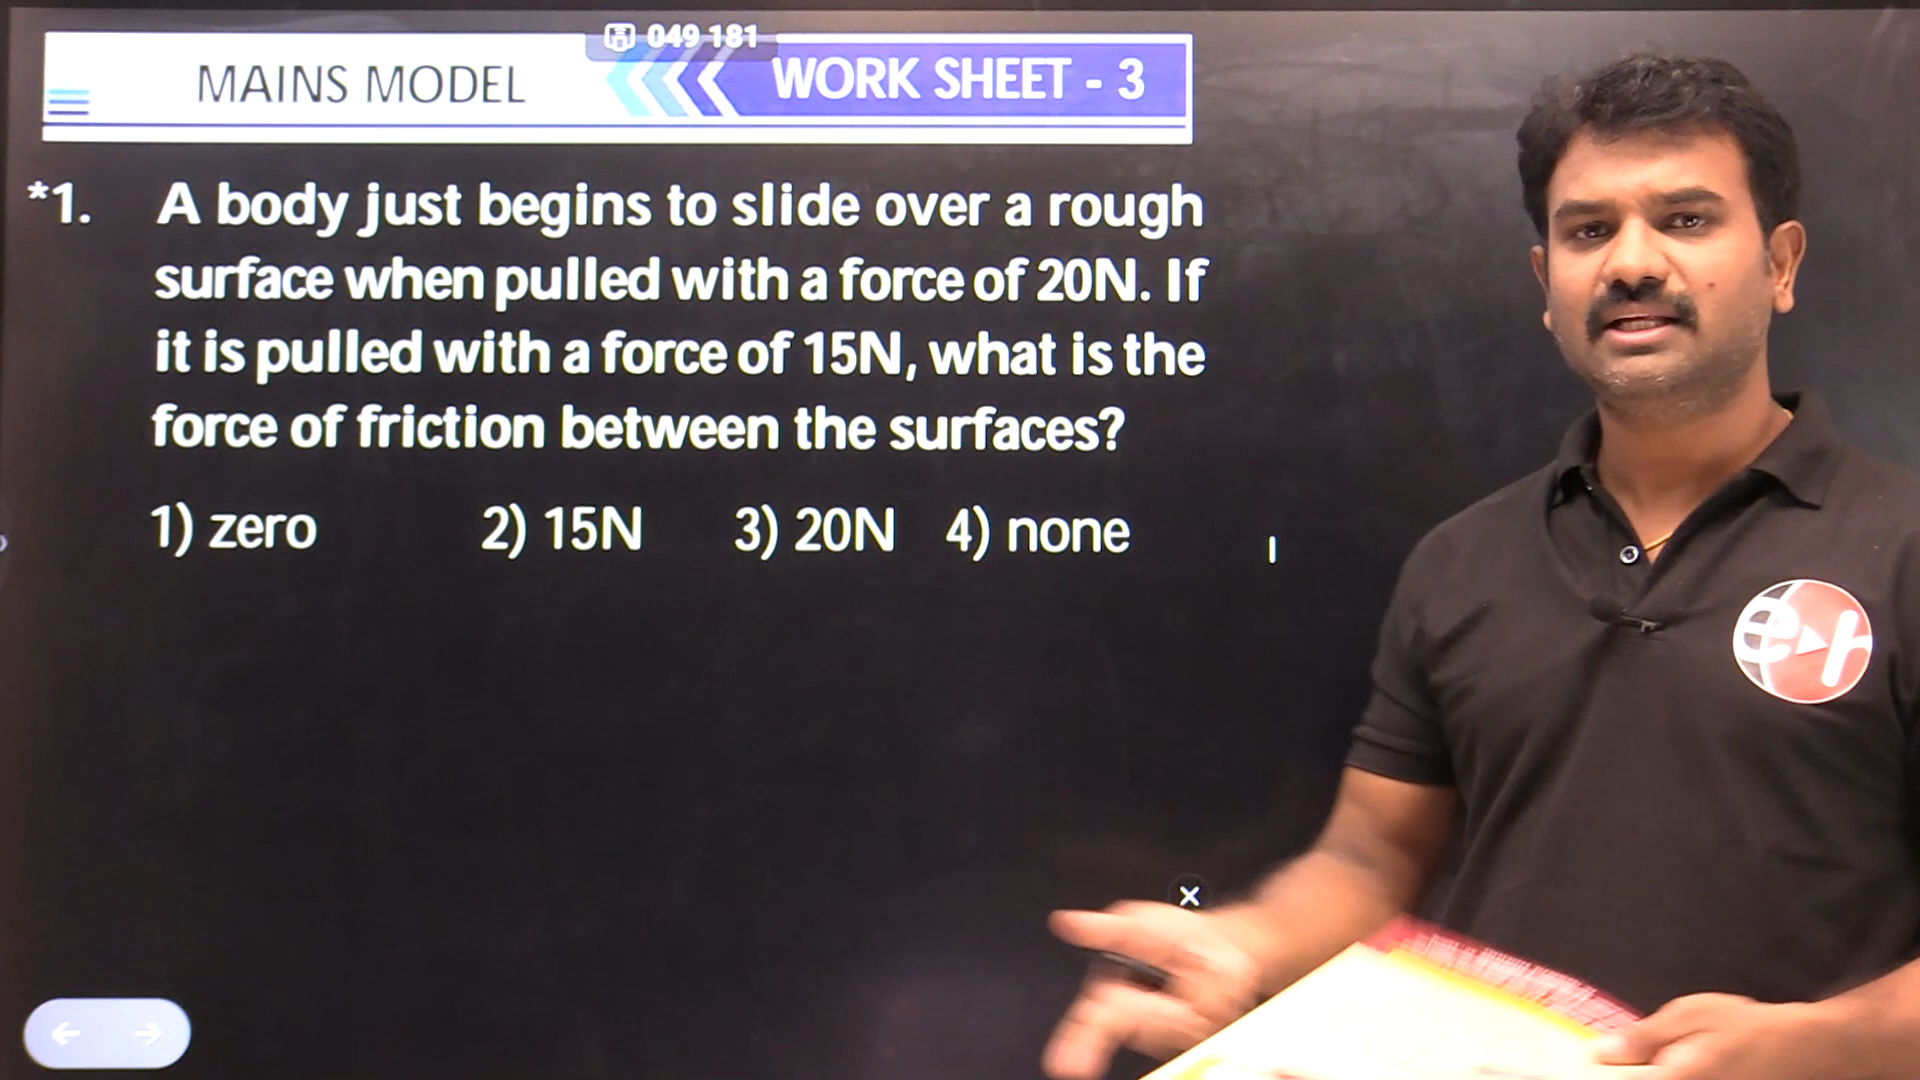 049 181
MAINS MODEL
WORK SHEET - 3
*1. A body just begins to slide over a rough
surface when pulled with a force of 20N. If
it is pulled with a force of 15N, what is the
force of friction between the surfaces?
1) zero 2) 15N 3) 20N 4) none